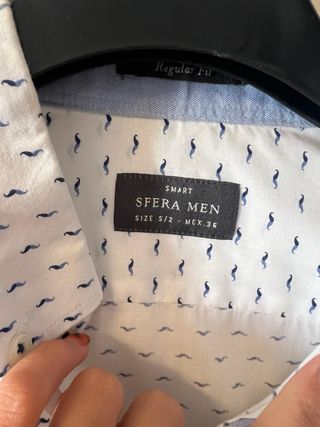 Regular Fit
SMART
SFERA MEN
SIZE S/2 - MEX.36